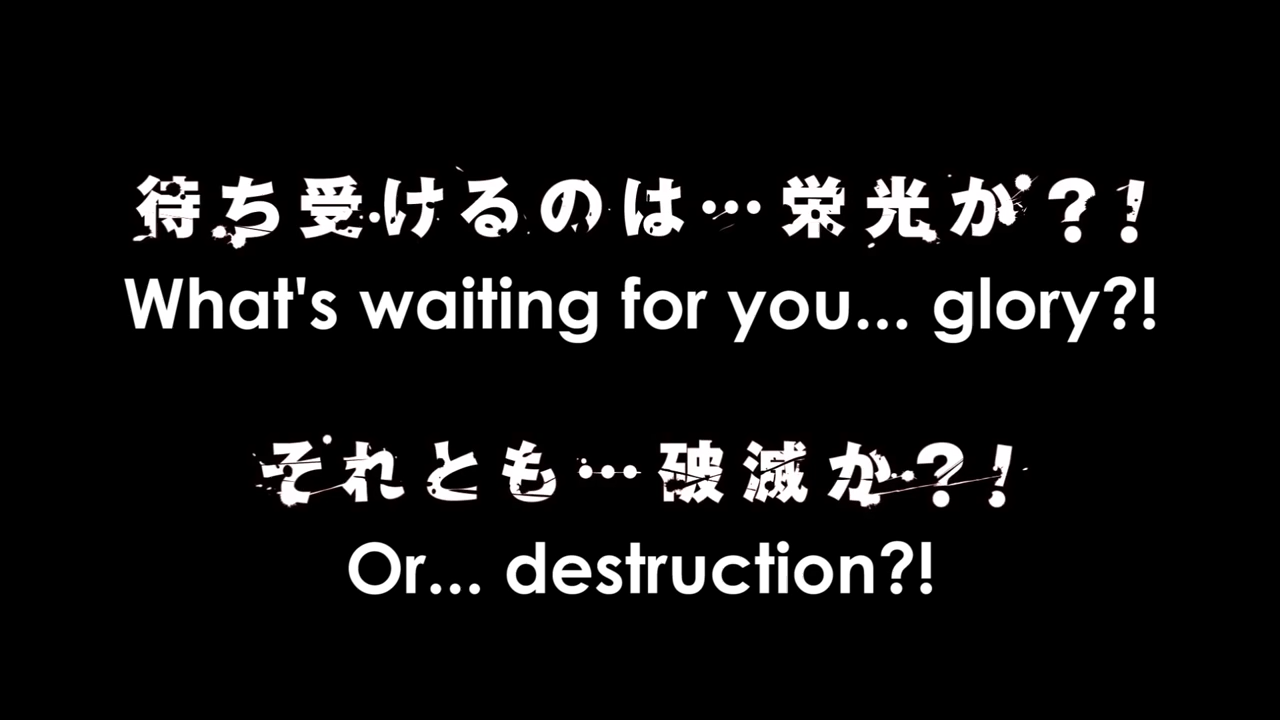 待ち受けるのは…栄光か?!
What's waiting for you... glory?!
それとも…破滅か?!
Or... destruction?!